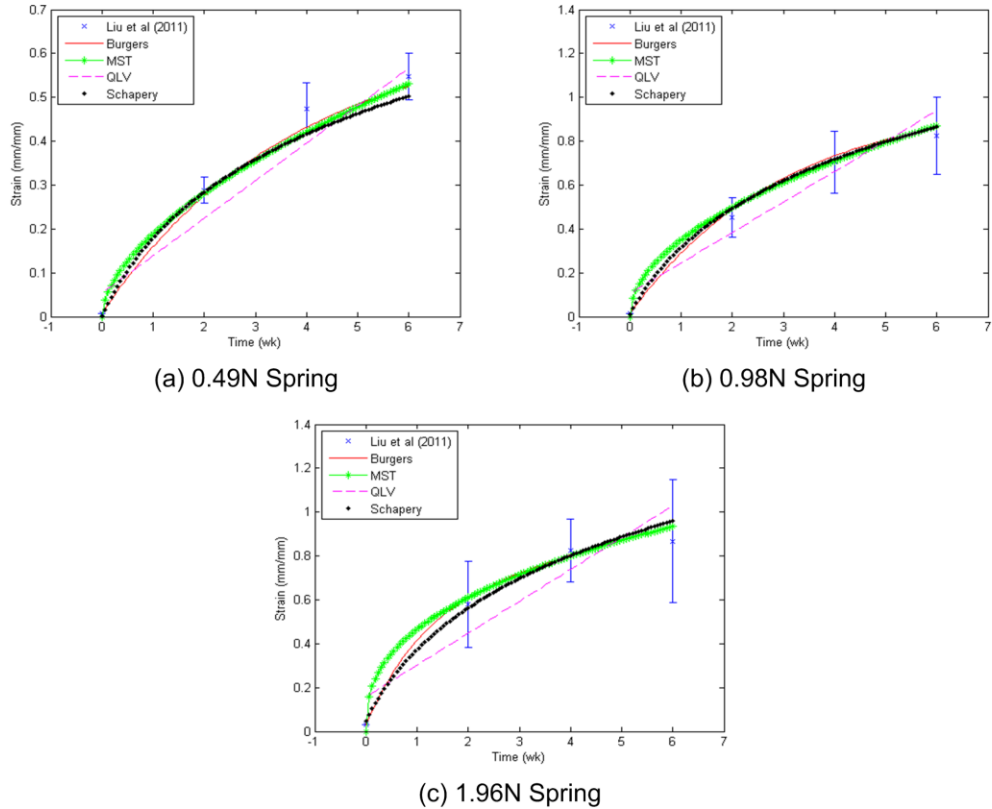 0.7
0.6
0.5
0.4
0.3
0.2
0.1
0
Strain (mm/mm)
Liu et al (2011)
Burgers
MST
QLV
Schapery
-1 0 1 2 3 4 5 6 7
Time (wk)
(a) 0.49N Spring
1.4
1.2
1
0.8
0.6
0.4
0.2
0
Strain (mm/mm)
Liu et al (2011)
Burgers
MST
QLV
Schapery
-1 0 1 2 3 4 5 6 7
Time (wk)
(b) 0.98N Spring
1.4
1.2
1
0.8
0.6
0.4
0.2
0
Strain (mm/mm)
Liu et al (2011)
Burgers
MST
QLV
Schapery
-1 0 1 2 3 4 5 6 7
Time (wk)
(c) 1.96N Spring